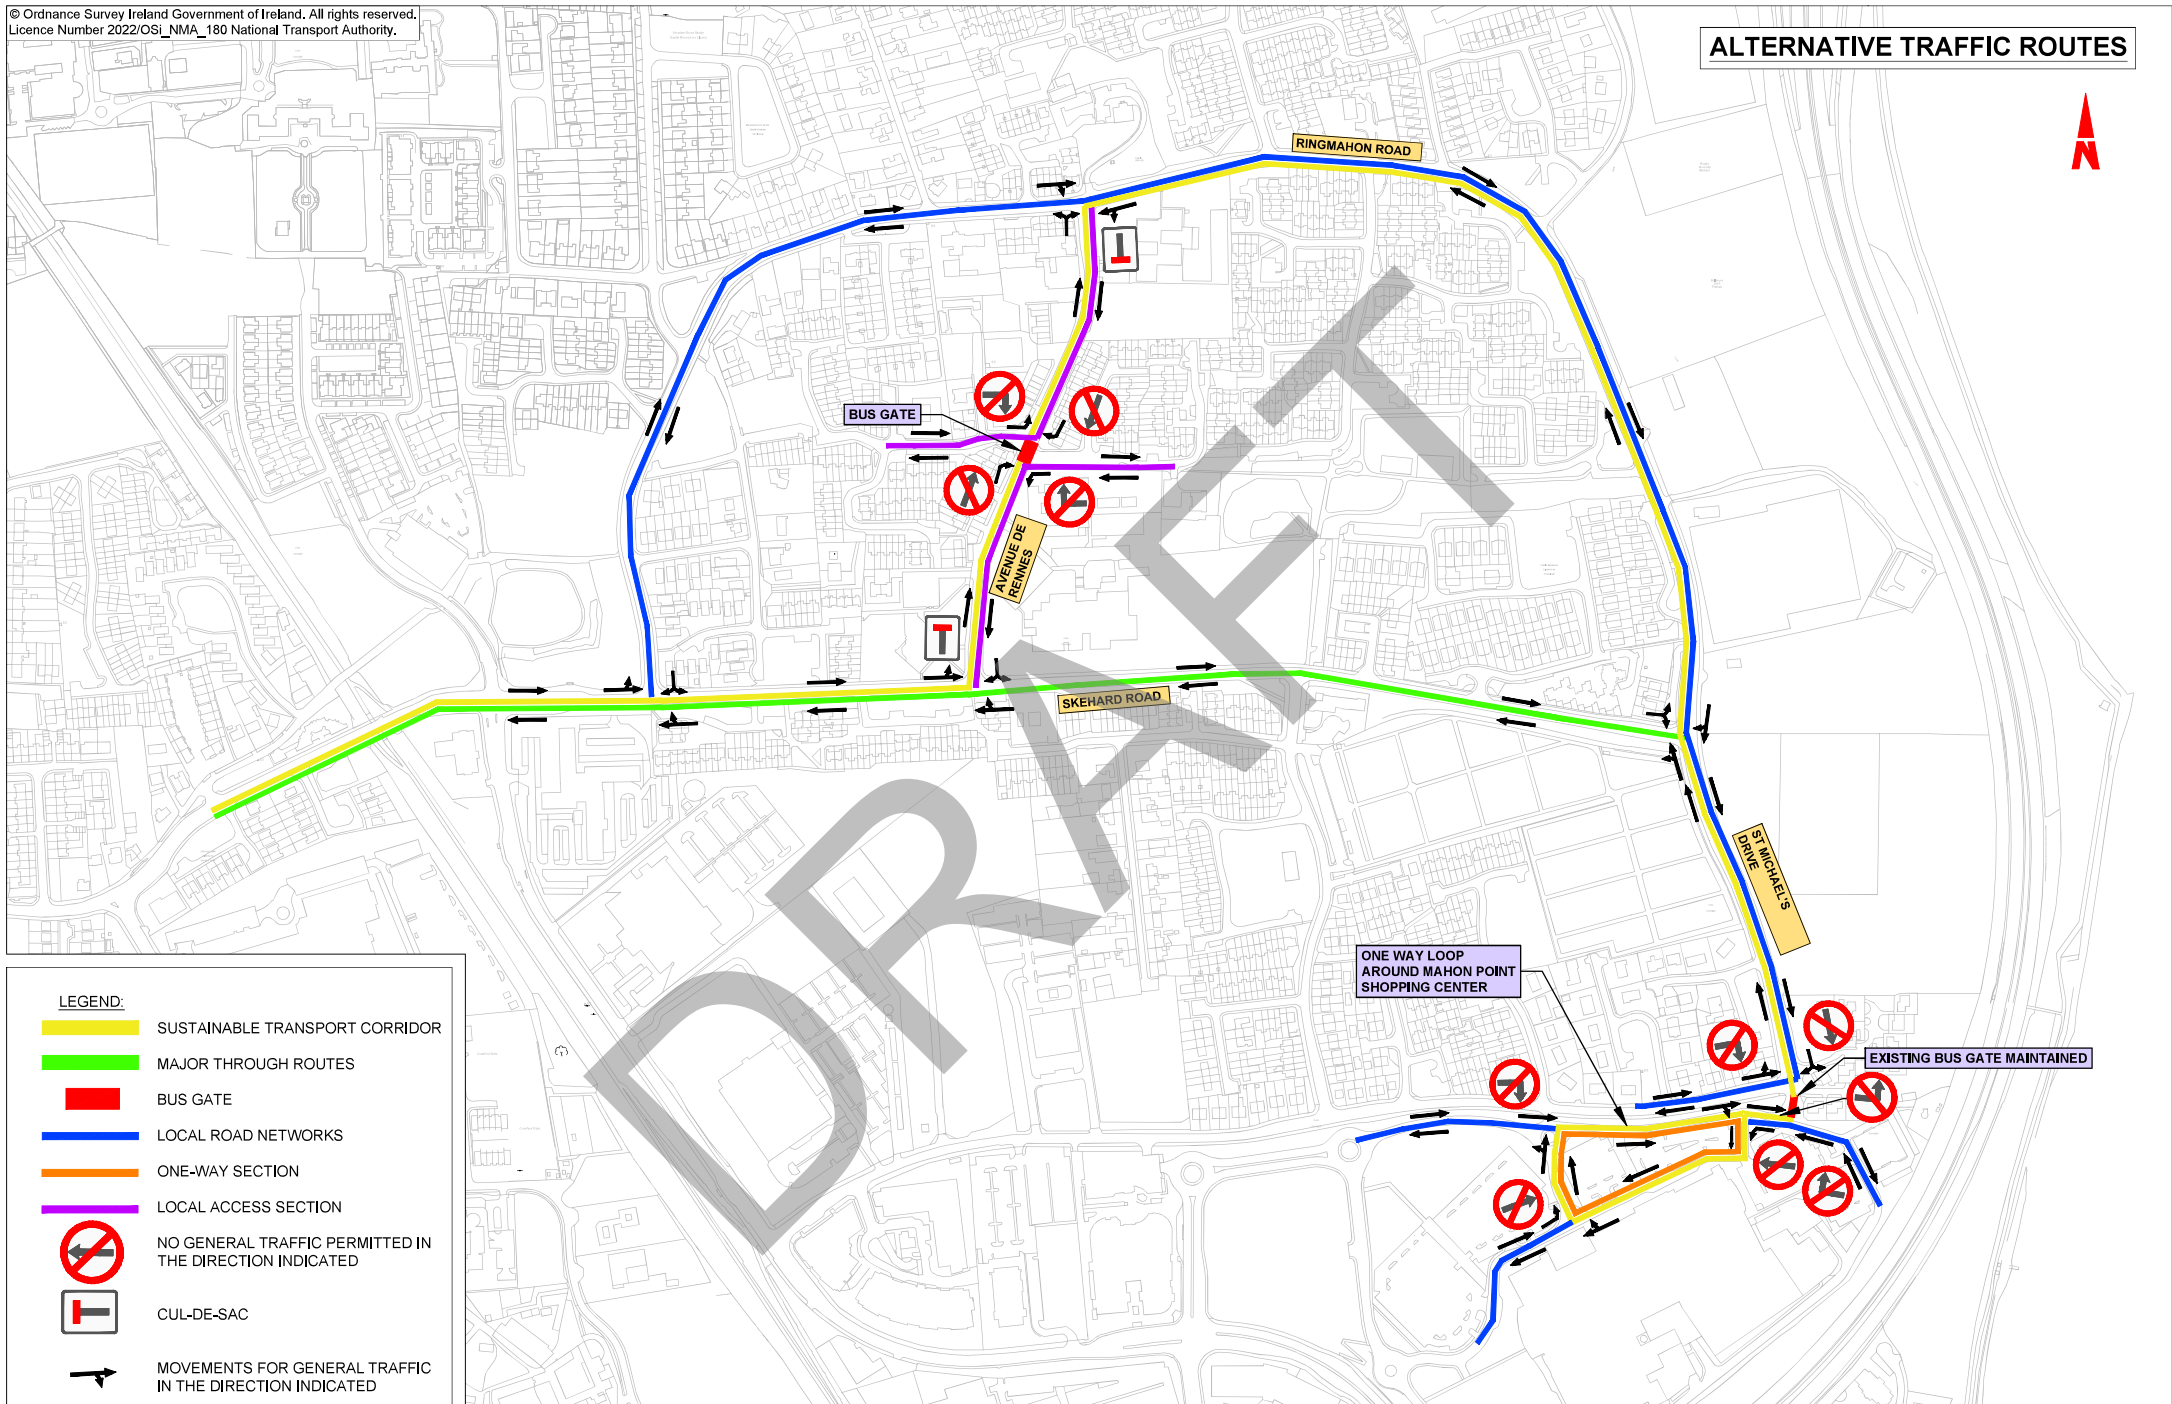 © Ordnance Survey Ireland Government of Ireland. All rights reserved.
Licence Number 2022/OSi_NMA_180 National Transport Authority.
ALTERNATIVE TRAFFIC ROUTES
N
RINGMAHON ROAD
BUS GATE
AVENUE DE
RENNES
SKEHARD ROAD
ST MICHAEL'S
DRIVE
ONE WAY LOOP
AROUND MAHON POINT
SHOPPING CENTER
EXISTING BUS GATE MAINTAINED
DRAFT
LEGEND:
SUSTAINABLE TRANSPORT CORRIDOR
MAJOR THROUGH ROUTES
BUS GATE
LOCAL ROAD NETWORKS
ONE-WAY SECTION
LOCAL ACCESS SECTION
NO GENERAL TRAFFIC PERMITTED IN
THE DIRECTION INDICATED
CUL-DE-SAC
MOVEMENTS FOR GENERAL TRAFFIC
IN THE DIRECTION INDICATED